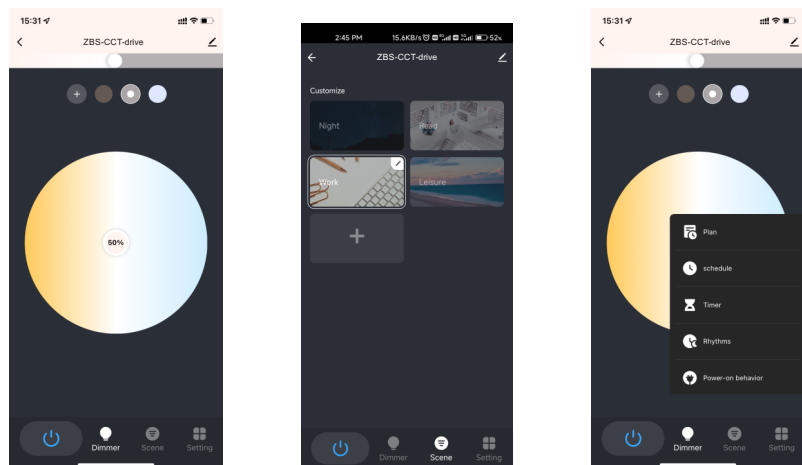 15:31
ZBS-CCT-drive
+
50%
Dimmer
Scene
Setting
2:45 PM
15.6KB/s
52%
ZBS-CCT-drive
Customize
Night
Read
Work
Leisure
+
Dimmer
Scene
Setting
15:31
ZBS-CCT-drive
+
Plan
schedule
Timer
Rhythms
Power-on behavior
Dimmer
Scene
Setting